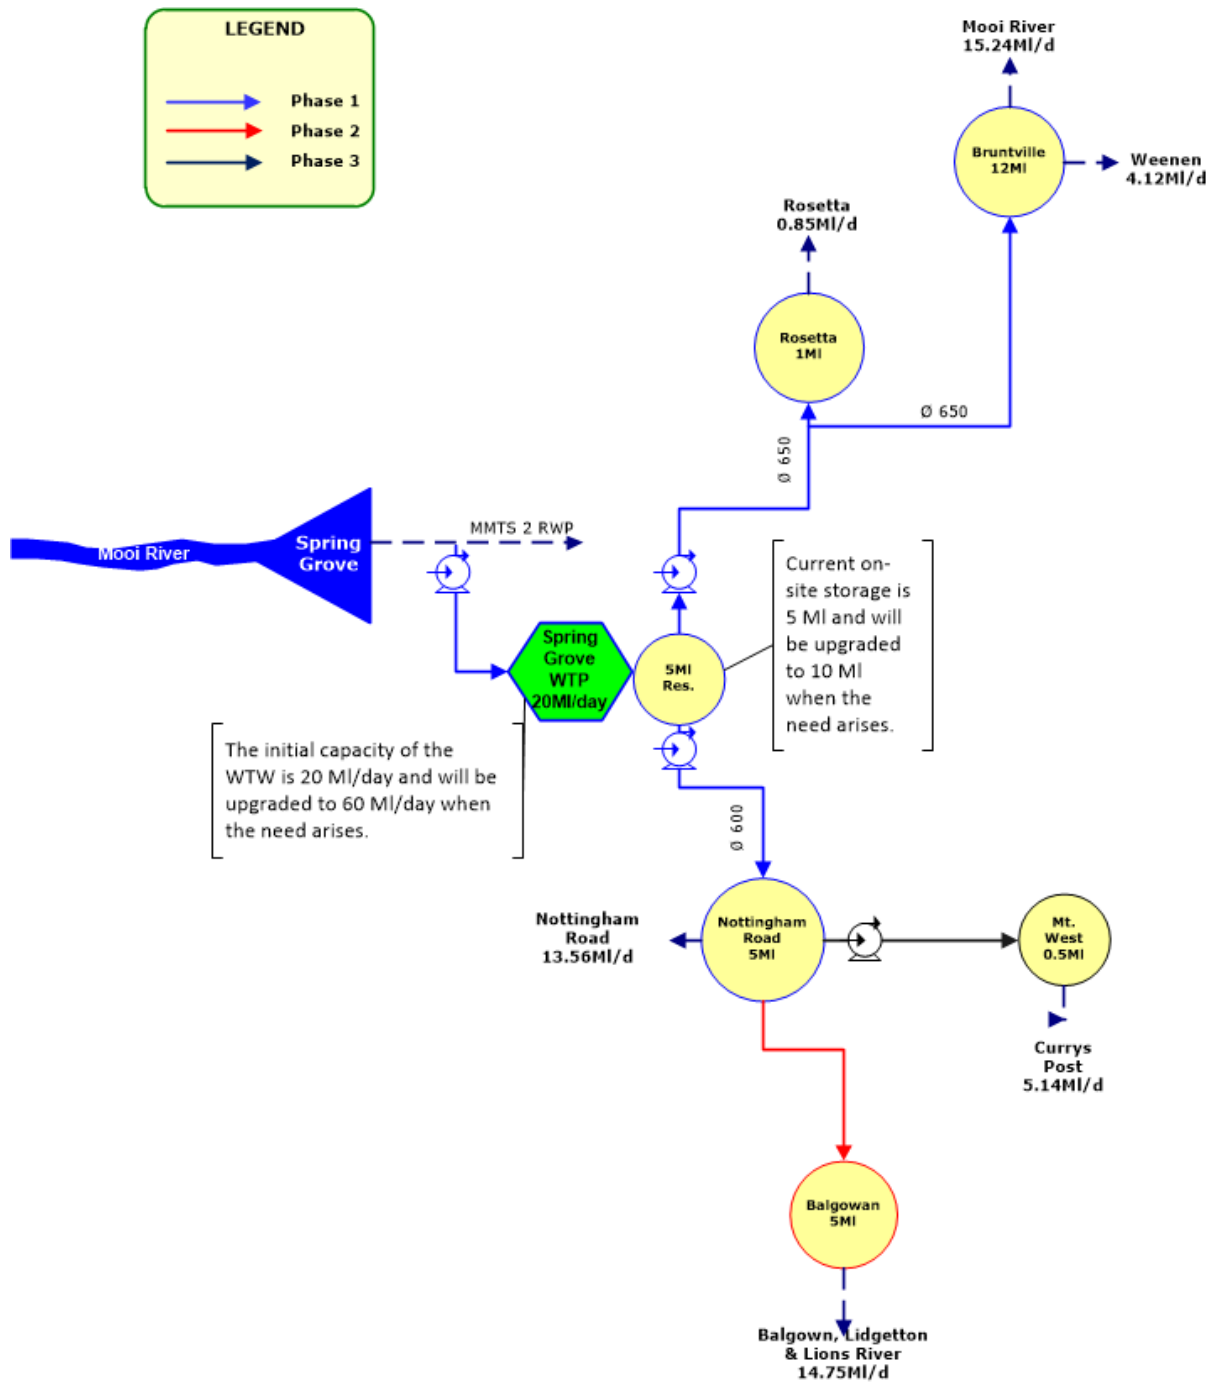 LEGEND
Phase 1
Phase 2
Phase 3
Mooi River
15.24Ml/d
Bruntville
12Ml
Weenen
4.12Ml/d
Rosetta
0.85Ml/d
Rosetta
1Ml
Ø 650
Ø 650
MMTS 2 RWP
Mooi River
Spring
Grove
Current on-
site storage is
5 Ml and will
be upgraded
to 10 Ml
when the
need arises.
Spring
Grove
WTP
20Ml/day
5Ml
Res.
The initial capacity of the
WTW is 20 Ml/day and will be
upgraded to 60 Ml/day when
the need arises.
Ø 600
Nottingham
Road
13.56Ml/d
Nottingham
Road
5Ml
Mt.
West
0.5Ml
Currys
Post
5.14Ml/d
Balgowan
5Ml
Balgown, Lidgetton
& Lions River
14.75Ml/d